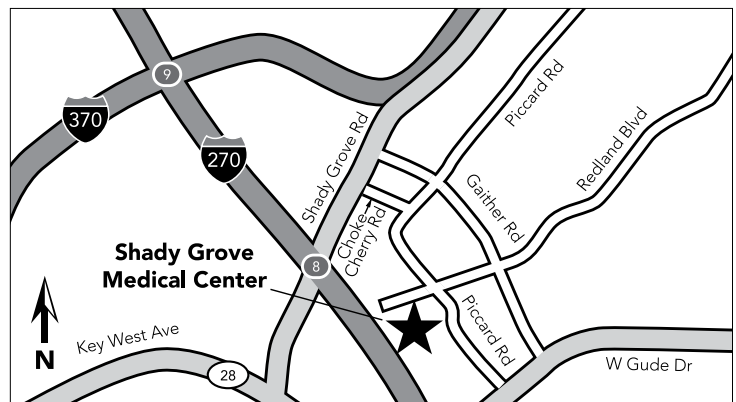 9
370
270
Shady Grove Rd
Piccard Rd
Redland Blvd
Gaither Rd
Choke
Cherry Rd
Shady Grove
Medical Center
8
Piccard Rd
N
Key West Ave
28
W Gude Dr